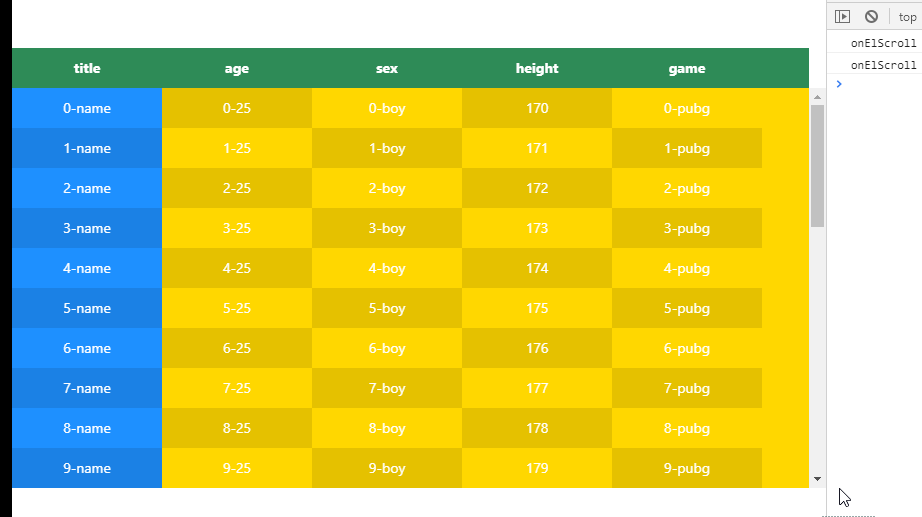 top
onElScroll
onElScroll
title age sex height game
0-name 0-25 0-boy 170 0-pubg
1-name 1-25 1-boy 171 1-pubg
2-name 2-25 2-boy 172 2-pubg
3-name 3-25 3-boy 173 3-pubg
4-name 4-25 4-boy 174 4-pubg
5-name 5-25 5-boy 175 5-pubg
6-name 6-25 6-boy 176 6-pubg
7-name 7-25 7-boy 177 7-pubg
8-name 8-25 8-boy 178 8-pubg
9-name 9-25 9-boy 179 9-pubg